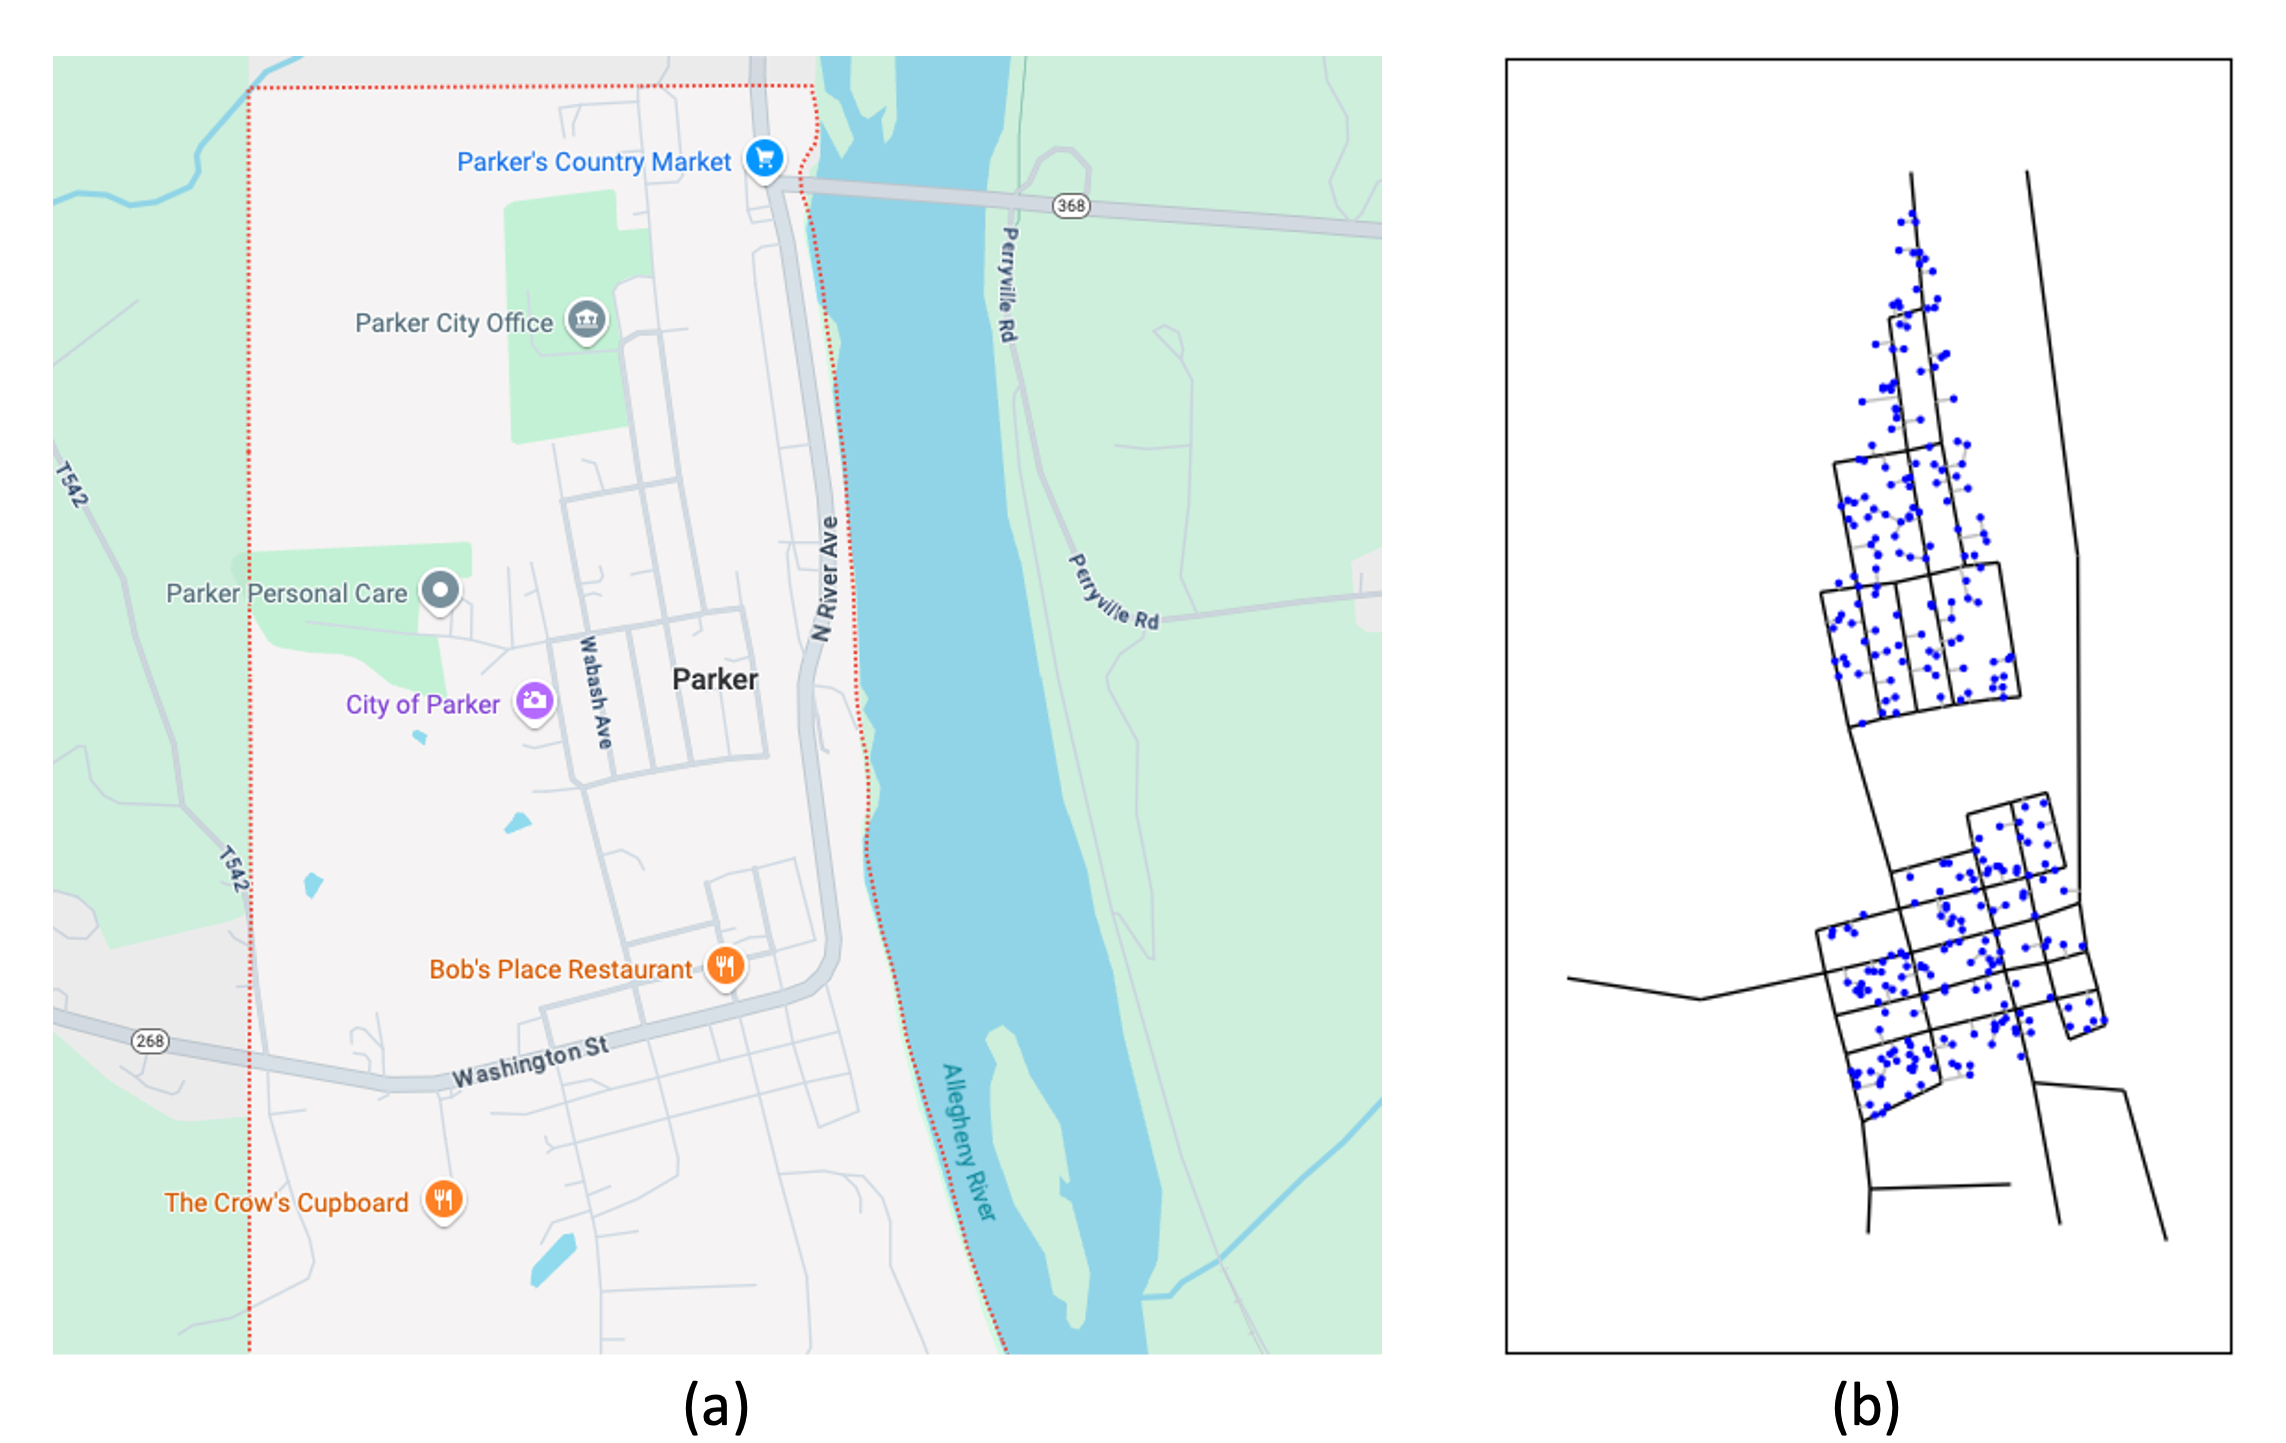 Parker's Country Market
368
Perryville Rd
Parker City Office
T542
N River Ave
Perryville Rd
Parker Personal Care
Wabash Ave
Parker
City of Parker
T542
Bob's Place Restaurant
268
Washington St
Allegheny River
The Crow's Cupboard
(a)
(b)